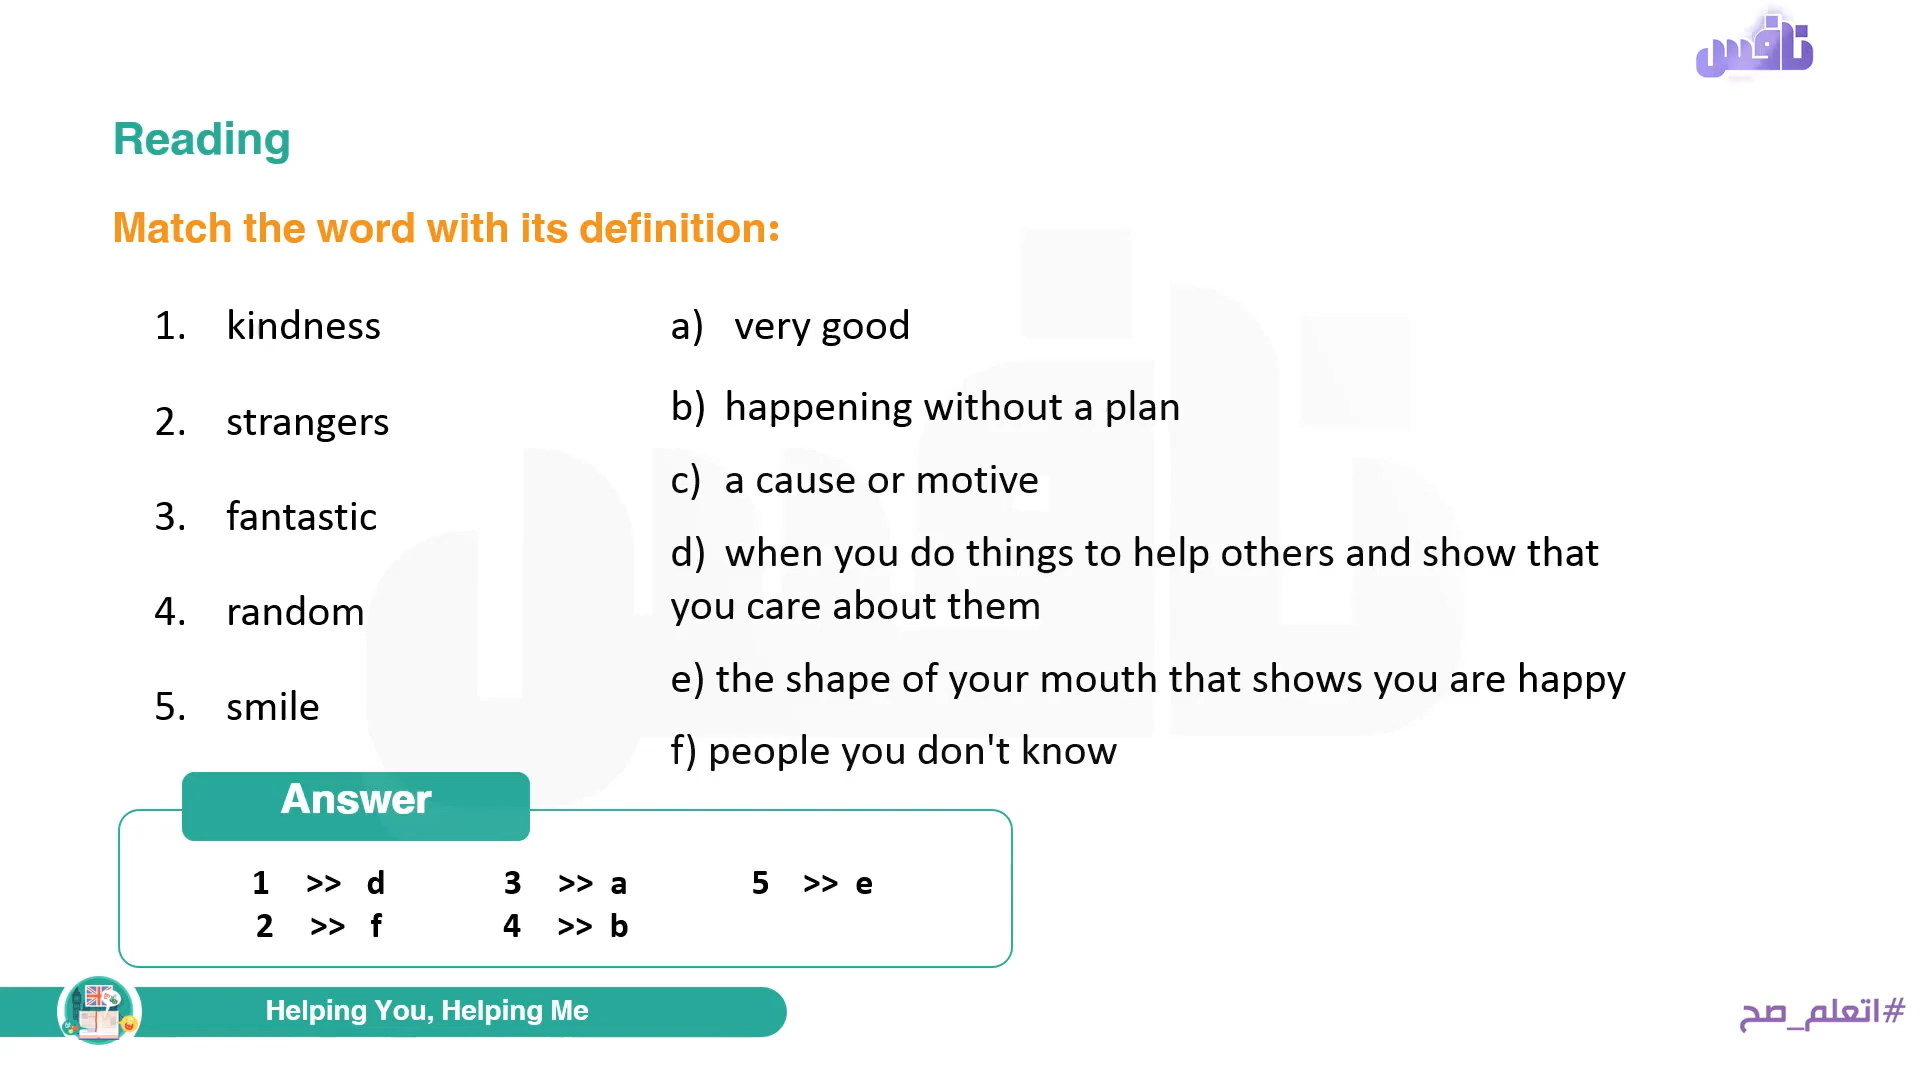 نافس
Reading
Match the word with its definition:
1. kindness
2. strangers
3. fantastic
4. random
5. smile
a) very good
b) happening without a plan
c) a cause or motive
d) when you do things to help others and show that
you care about them
e) the shape of your mouth that shows you are happy
f) people you don't know
Answer
1 >> d 3 >> a 5 >> e
2 >> f 4 >> b
Helping You, Helping Me
#اتعلم_صح